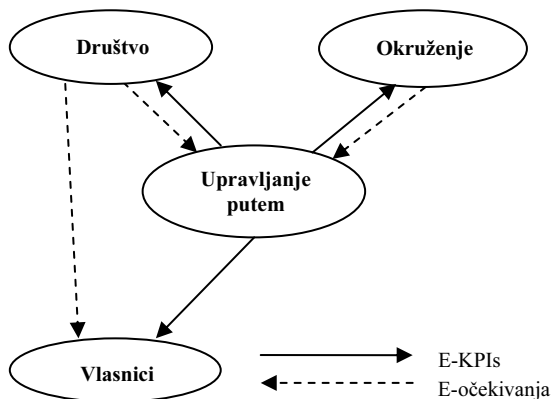 Društvo
Okruženje
Upravljanje
putem
Vlasnici
E-KPIs
E-očekivanja